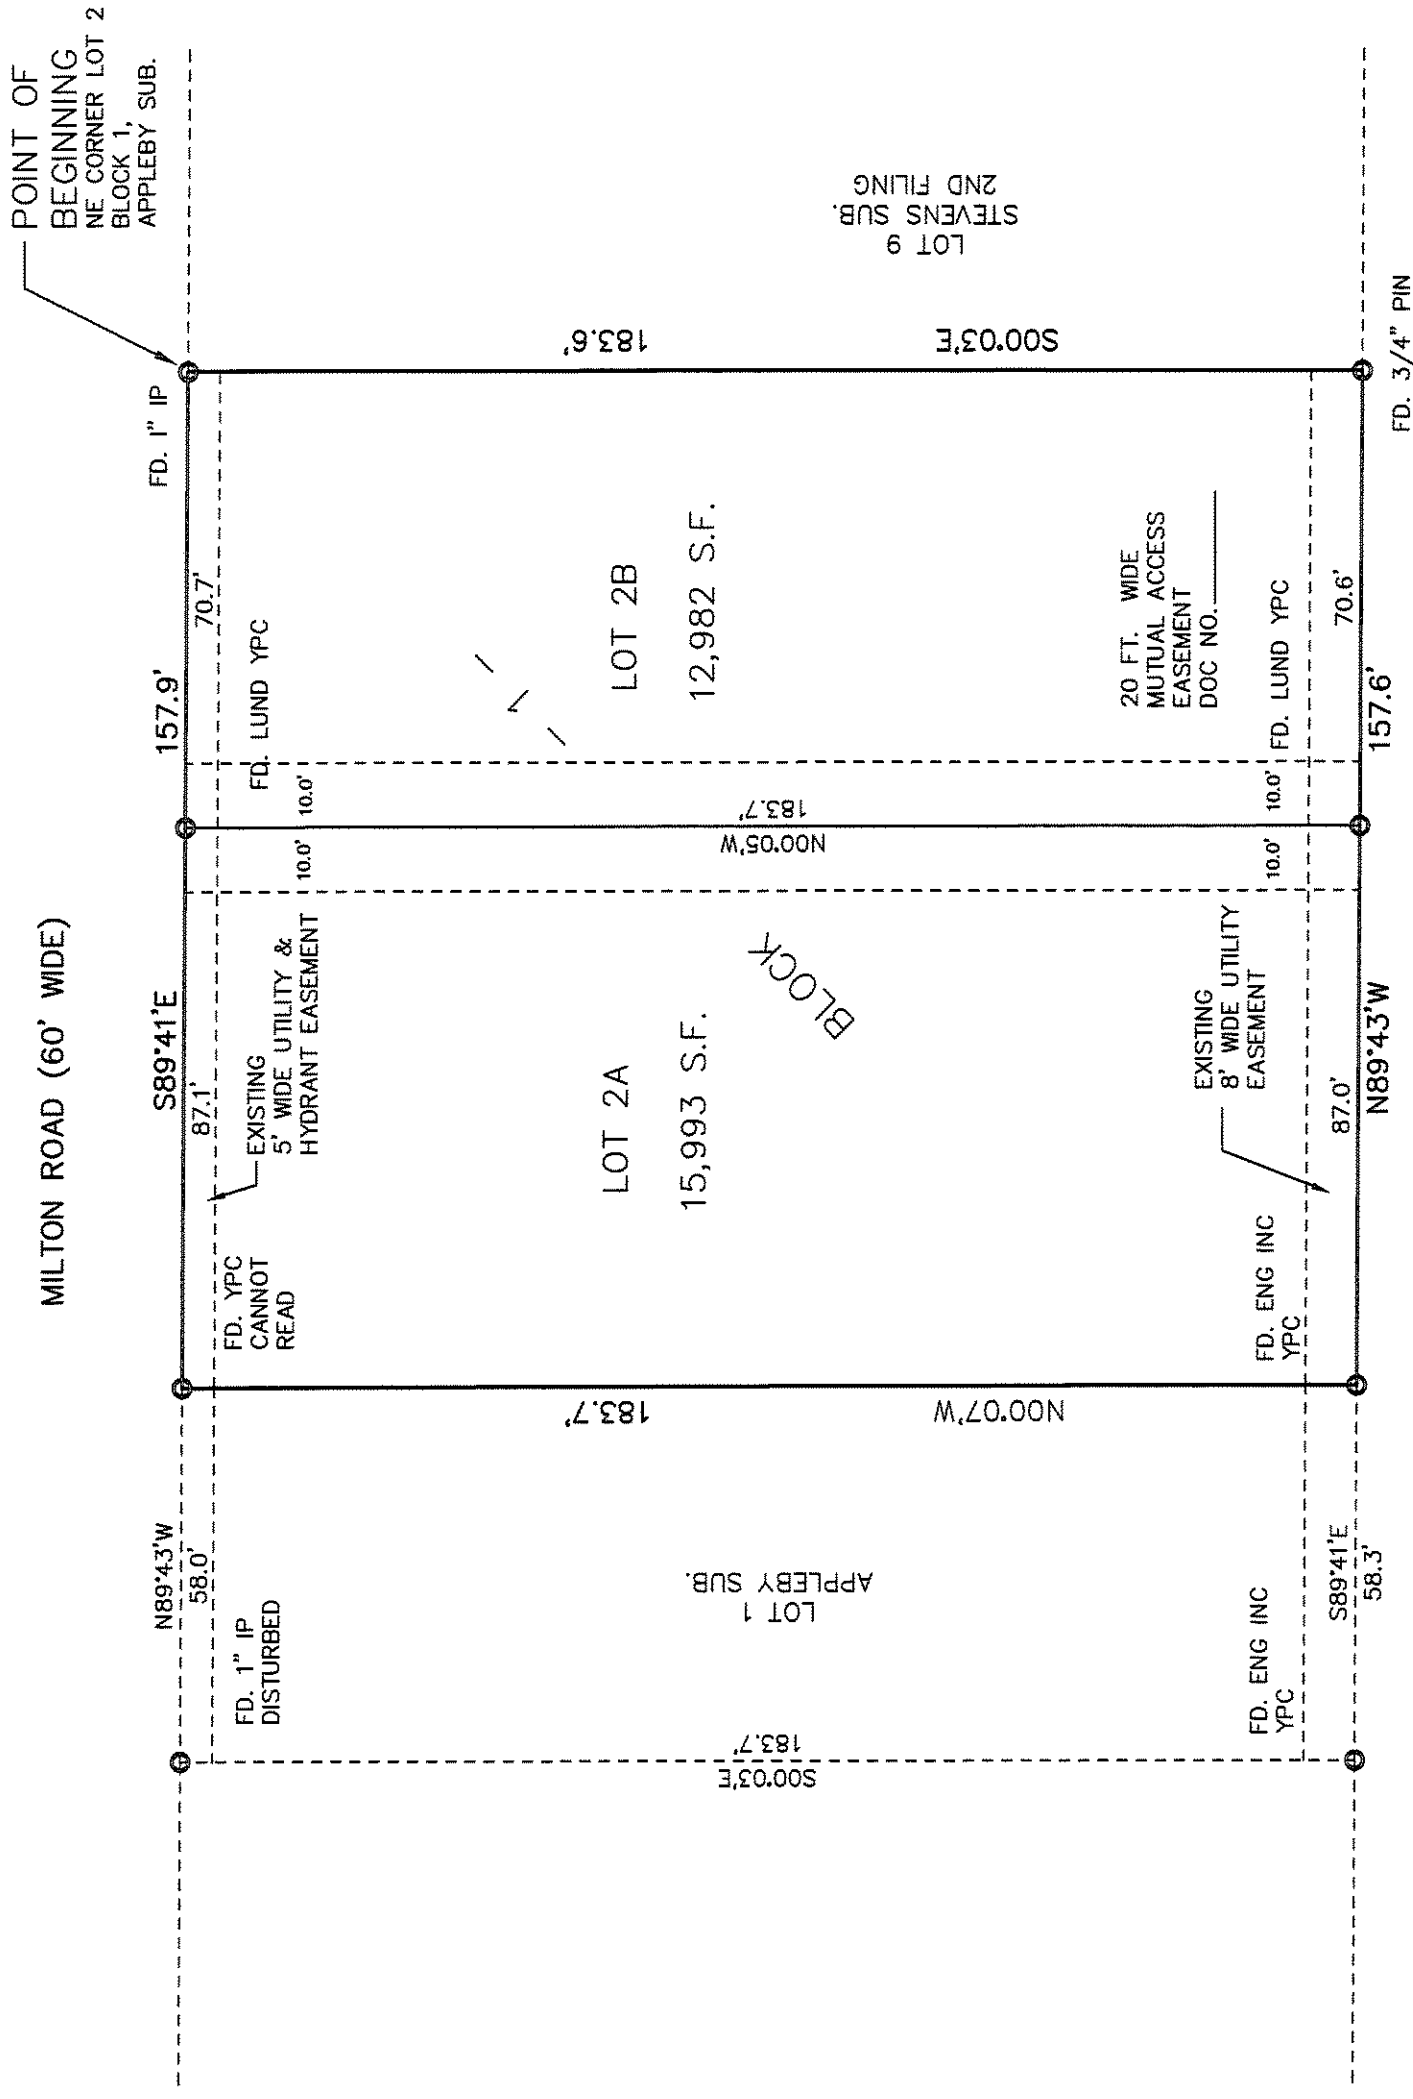 MILTON ROAD (60' WIDE)
POINT OF
BEGINNING
NE CORNER LOT 2
BLOCK 1,
APPLEBY SUB.
N89°43'W
58.0'
S89°41'E
87.1'
157.9'
70.7'
FD. 1" IP
FD. 1" IP
DISTURBED
FD. YPC
CANNOT
READ
EXISTING
5' WIDE UTILITY &
HYDRANT EASEMENT
FD. LUND YPC
10.0'
10.0'
183.7'
S00°03'E
LOT 1
APPLEBY SUB.
183.7'
N00°07'W
LOT 2A
15,993 S.F.
BLOCK
1
183.7'
N00°05'W
LOT 2B
12,982 S.F.
183.6'
S00°03'E
LOT 9
STEVENS SUB.
2ND FILING
20 FT. WIDE
MUTUAL ACCESS
EASEMENT
DOC NO.
FD. ENG INC
YPC
FD. ENG INC
YPC
EXISTING
8' WIDE UTILITY
EASEMENT
10.0'
10.0'
FD. LUND YPC
S89°41'E
58.3'
87.0'
N89°43'W
157.6'
70.6'
FD. 3/4" PIN